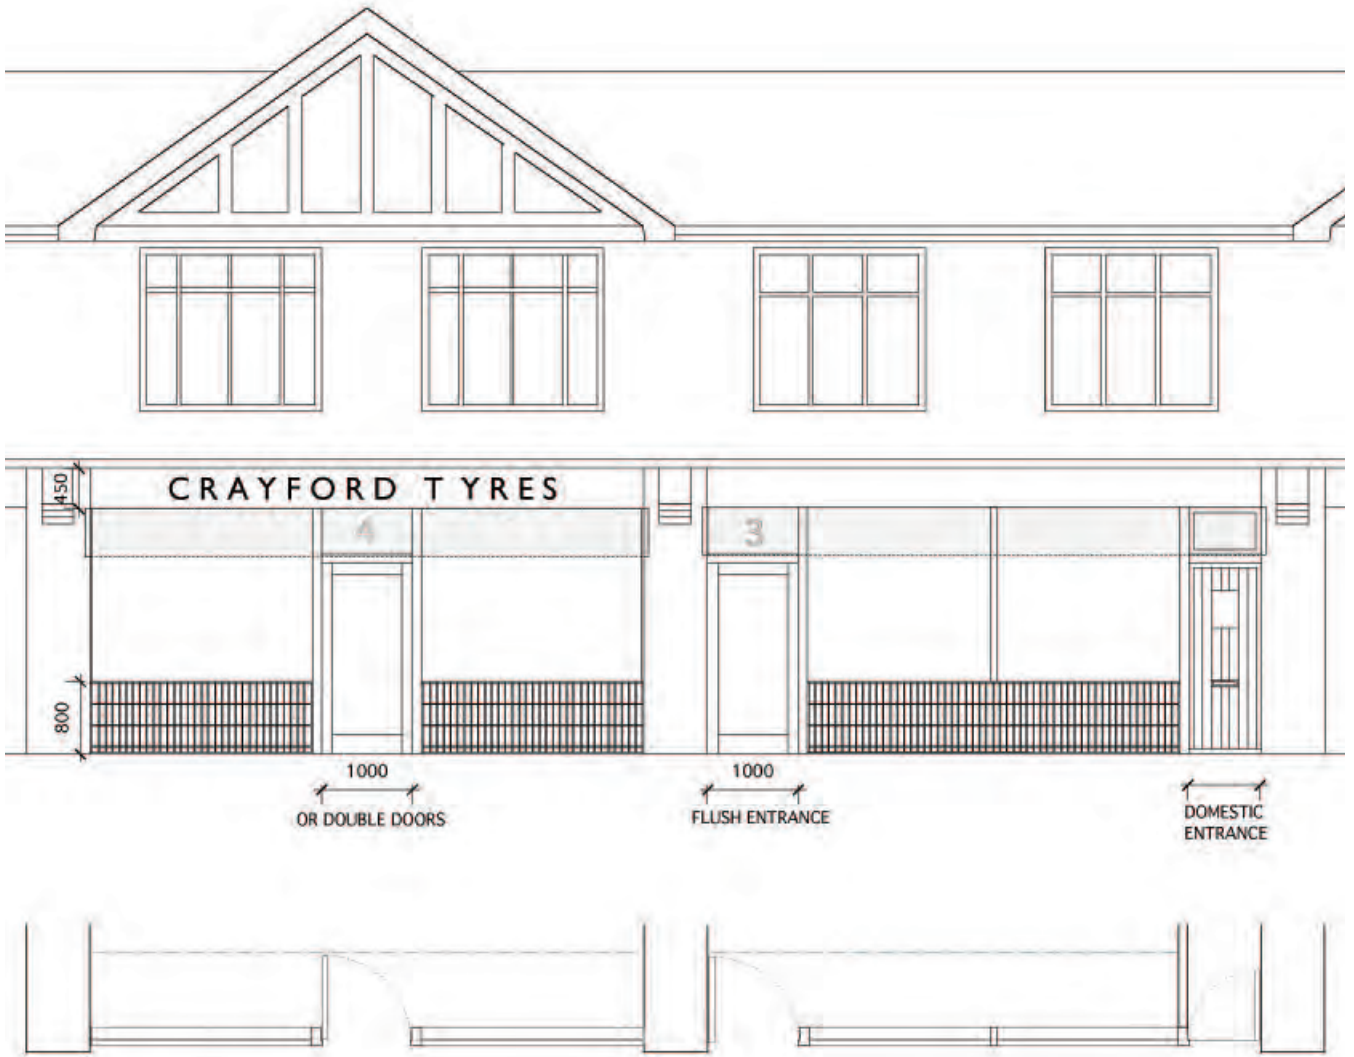 450
CRAYFORD TYRES
4
3
800
1000
1000
OR DOUBLE DOORS
FLUSH ENTRANCE
DOMESTIC
ENTRANCE